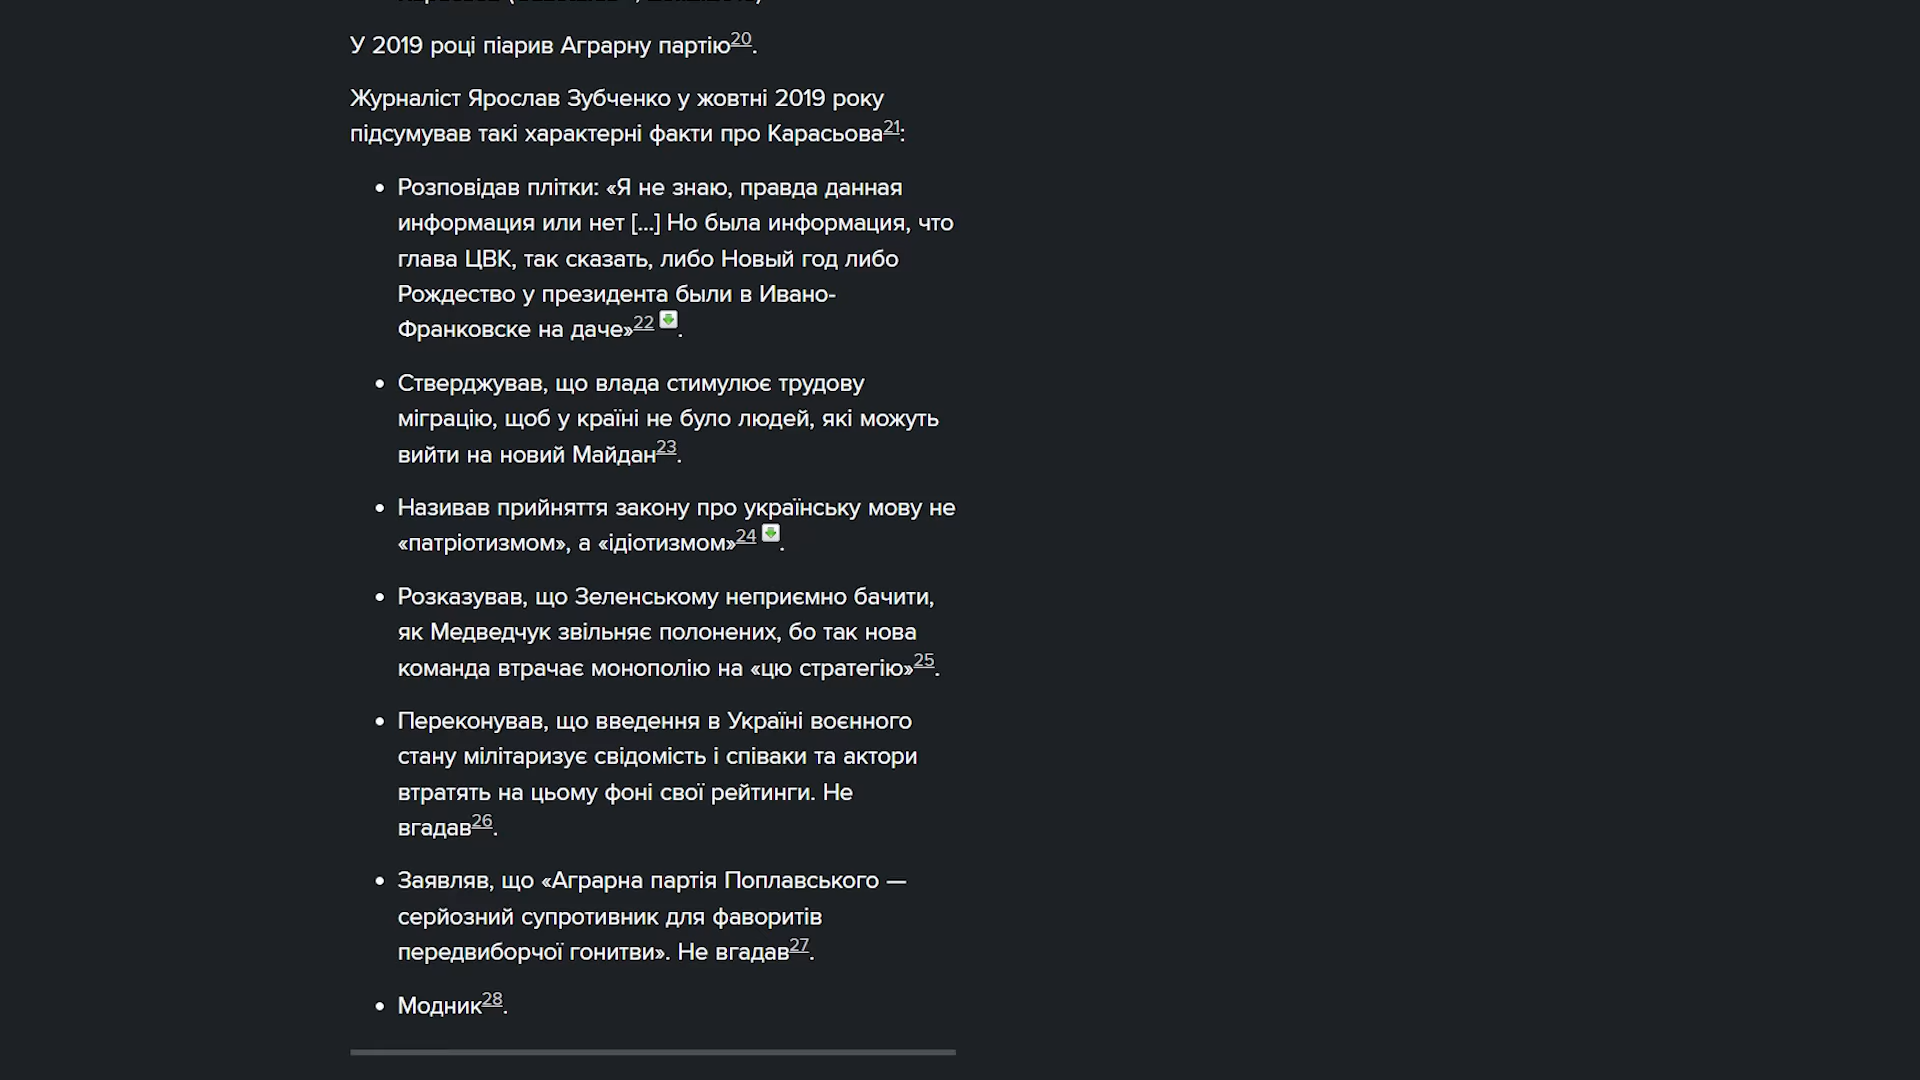 У 2019 році піарив Аграрну партію20.
Журналіст Ярослав Зубченко у жовтні 2019 року
підсумував такі характерні факти про Карасьова21:
• Розповідав плітки: «Я не знаю, правда данная
информация или нет [...] Но была информация, что
глава ЦВК, так сказать, либо Новый год либо
Рождество у президента были в Ивано-
Франковске на даче»22.
• Стверджував, що влада стимулює трудову
міграцію, щоб у країні не було людей, які можуть
вийти на новий Майдан23.
• Називав прийняття закону про українську мову не
«патріотизмом», а «ідіотизмом»24.
• Розказував, що Зеленському неприємно бачити,
як Медведчук звільняє полонених, бо так нова
команда втрачає монополію на «цю стратегію»25.
• Переконував, що введення в Україні воєнного
стану мілітаризує свідомість і співаки та актори
втратять на цьому фоні свої рейтинги. Не
вгадав26.
• Заявляв, що «Аграрна партія Поплавського —
серйозний супротивник для фаворитів
передвиборчої гонитви». Не вгадав27.
• Модник28.